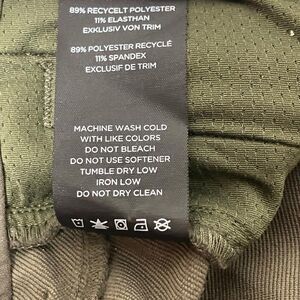 89% RECYCELT POLYESTER
11% ELASTHAN
EXKLUSIV VON TRIM
89% POLYESTER RECYCLÉ
11% SPANDEX
EXCLUSIF DE TRIM
MACHINE WASH COLD
WITH LIKE COLORS
DO NOT BLEACH
DO NOT USE SOFTENER
TUMBLE DRY LOW
IRON LOW
DO NOT DRY CLEAN